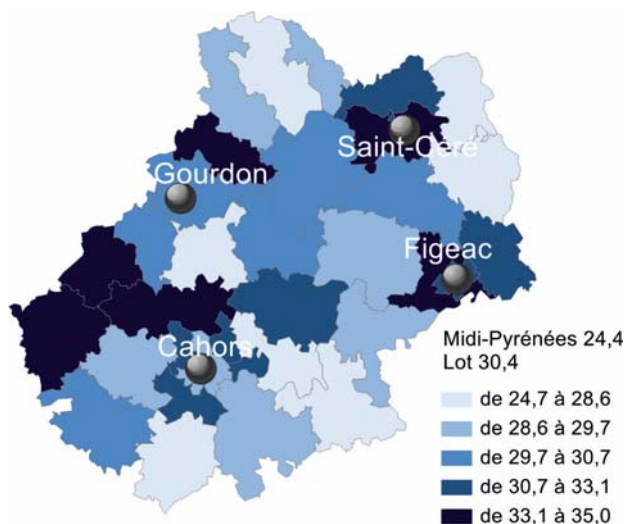 Saint-Céré
Gourdon
Figeac
Cahors
Midi-Pyrénées 24,4
Lot 30,4
de 24,7 à 28,6
de 28,6 à 29,7
de 29,7 à 30,7
de 30,7 à 33,1
de 33,1 à 35,0